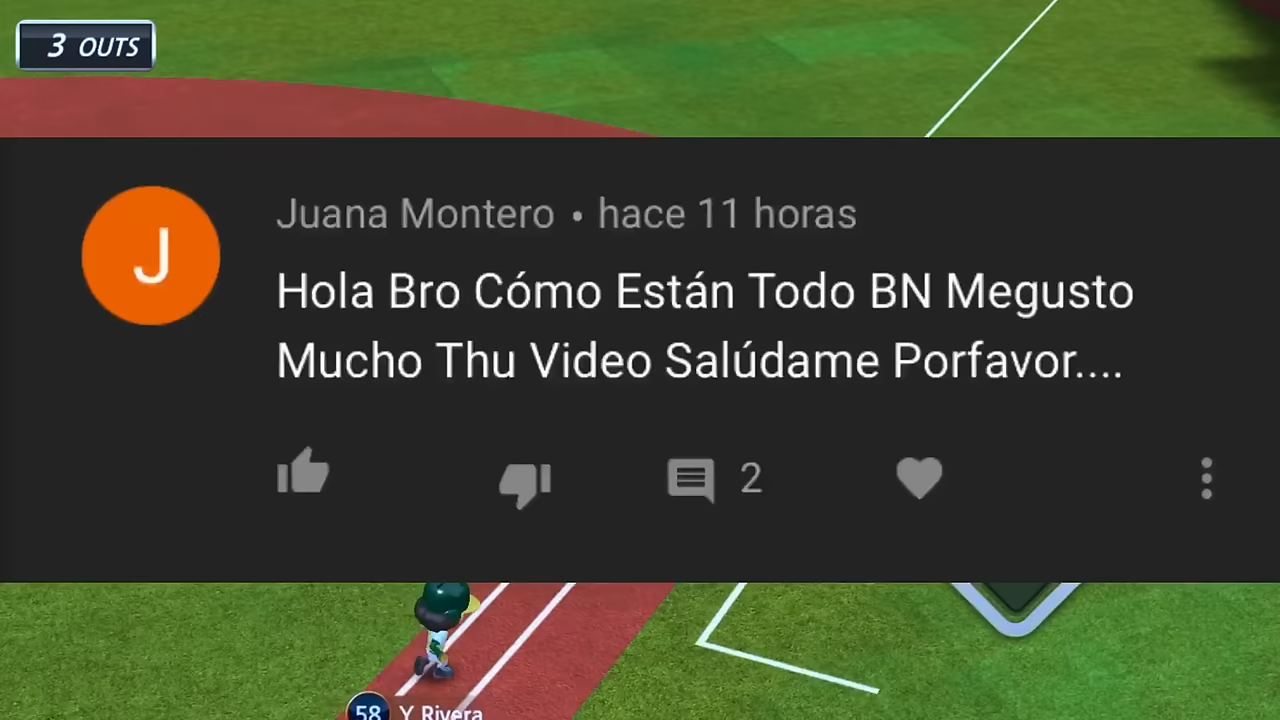 3 OUTS
J
Juana Montero • hace 11 horas
Hola Bro Cómo Están Todo BN Megusto
Mucho Thu Video Salúdame Porfavor....
2
58 Y Rivera